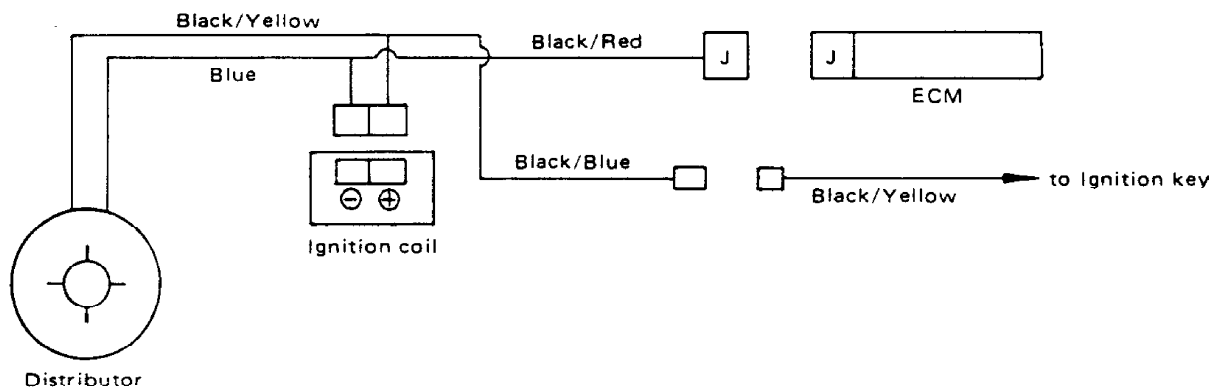 Black/Yellow
Black/Red
J
J
Blue
ECM
Black/Blue
to Ignition key
Black/Yellow
− +
Ignition coil
Distributor